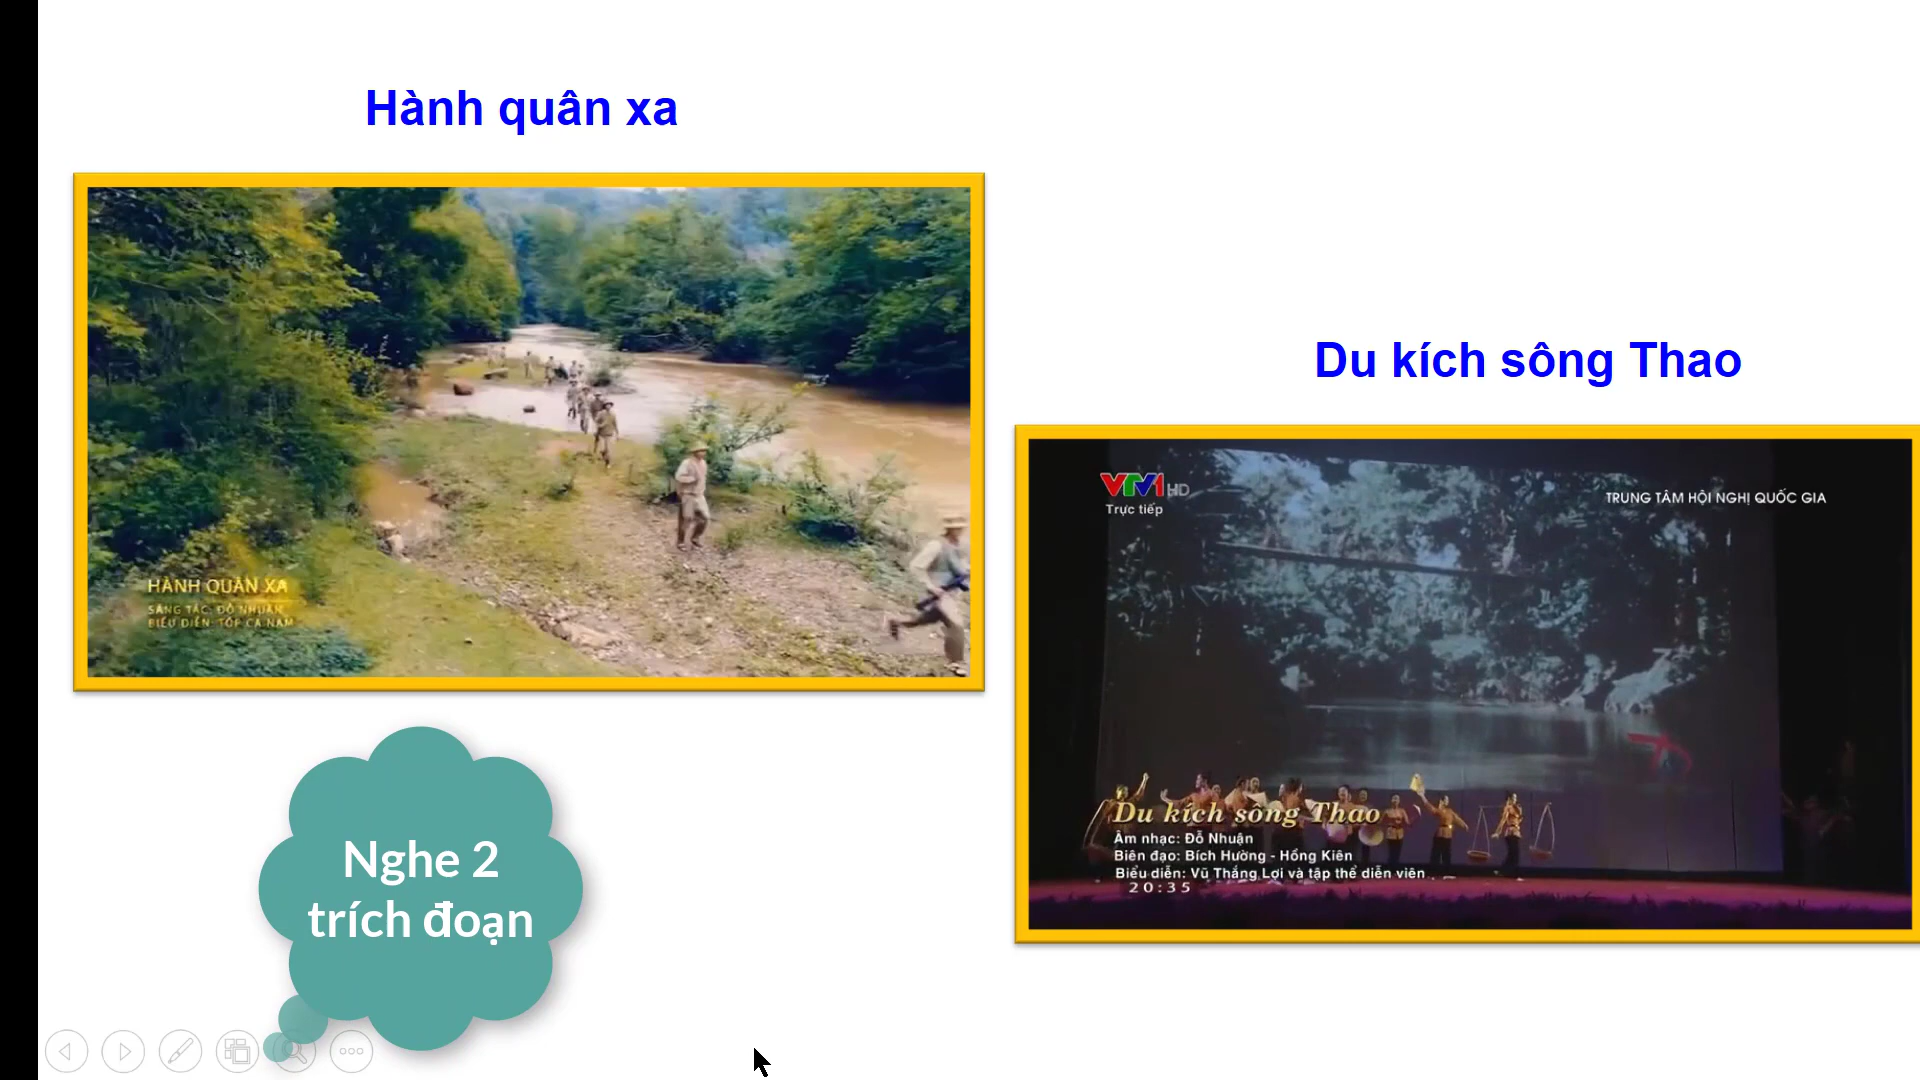 Hành quân xa
HÀNH QUÂN XA
SÁNG TÁC: ĐỖ NHUẬN
BIỂU DIỄN: TỐP CA NAM
Du kích sông Thao
VTV1 HD
Trực tiếp
TRUNG TÂM HỘI NGHỊ QUỐC GIA
Du kích sông Thao
Âm nhạc: Đỗ Nhuận
Biên đạo: Bích Hường - Hồng Kiên
Biểu diễn: Vũ Thắng Lợi và tập thể diễn viên
20:35
Nghe 2
trích đoạn